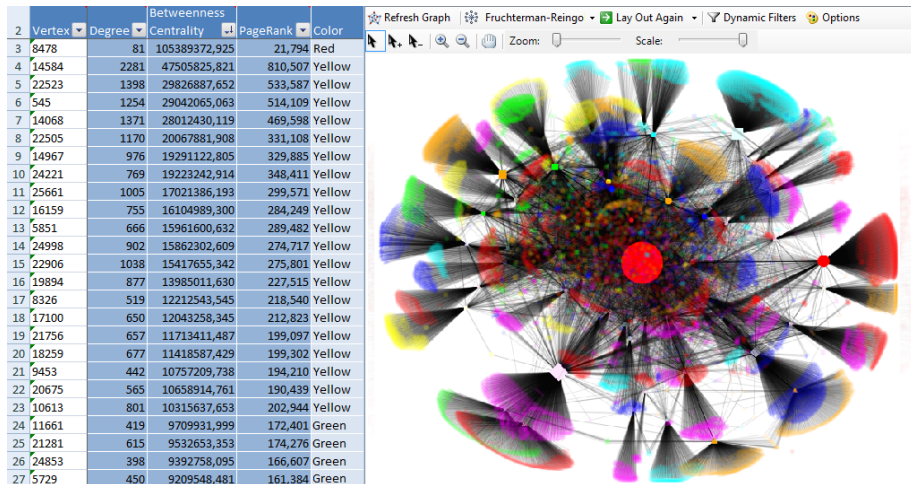 Refresh Graph Fruchterman-Reingo Lay Out Again Dynamic Filters Options
Zoom: Scale:
Betweenness
2 Vertex Degree Centrality PageRank Color
3 8478 81 105389372,925 21,794 Red
4 14584 2281 47505825,821 810,507 Yellow
5 22523 1398 29826887,652 533,587 Yellow
6 545 1254 29042065,063 514,109 Yellow
7 14068 1371 28012430,119 469,598 Yellow
8 22505 1170 20067881,908 331,108 Yellow
9 14967 976 19291122,805 329,885 Yellow
10 24221 769 19223242,914 348,411 Yellow
11 25661 1005 17021386,193 299,571 Yellow
12 16159 755 16104989,300 284,249 Yellow
13 5851 666 15961600,632 289,482 Yellow
14 24998 902 15862302,609 274,717 Yellow
15 22906 1038 15417655,342 275,801 Yellow
16 19894 877 13985011,630 227,515 Yellow
17 8326 519 12212543,545 218,540 Yellow
18 17100 650 12043258,345 212,823 Yellow
19 21756 657 11713411,487 199,097 Yellow
20 18259 677 11418587,429 199,302 Yellow
21 9453 442 10757209,738 194,210 Yellow
22 20675 565 10658914,761 190,439 Yellow
23 10613 801 10315637,653 202,944 Yellow
24 11661 419 9709931,999 172,401 Green
25 21281 615 9532653,353 174,276 Green
26 24853 398 9392758,095 166,607 Green
27 5729 450 9209548,481 161,384 Green